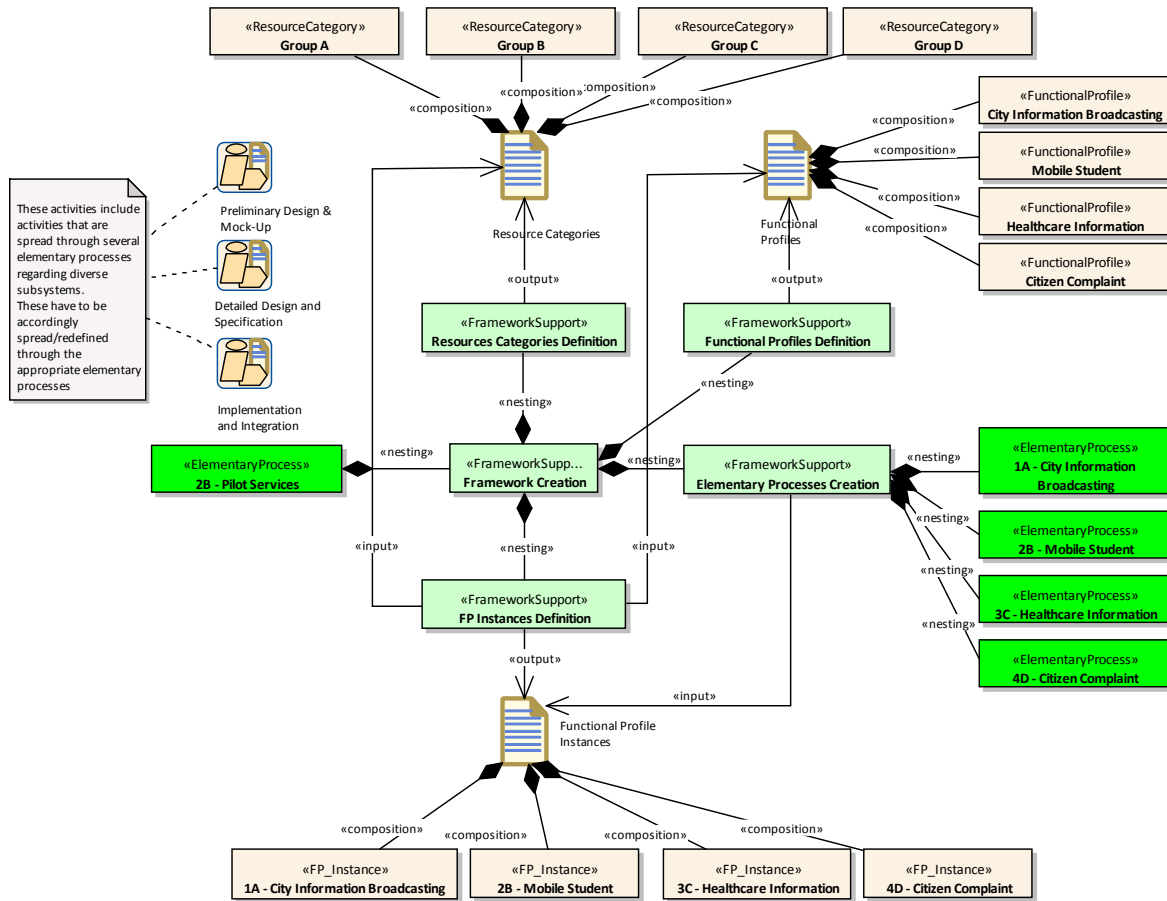 «ResourceCategory»
Group A
«ResourceCategory»
Group B
«ResourceCategory»
Group C
«ResourceCategory»
Group D
«composition»
«composition»
:omposition»
«composition»
«FunctionalProfile»
City Information Broadcasting
«FunctionalProfile»
Mobile Student
«FunctionalProfile»
Healthcare Information
«FunctionalProfile»
Citizen Complaint
«composition»
«composition»
«composition»
«composition»
These activities include
activities that are
spread through several
elementary processes
regarding diverse
subsystems.
These have to be
accordingly
spread/redefined
through the
appropriate elementary
processes
Preliminary Design &
Mock-Up
Detailed Design and
Specification
Implementation
and Integration
Resource Categories
Functional
Profiles
«output»
«output»
«FrameworkSupport»
Resources Categories Definition
«FrameworkSupport»
Functional Profiles Definition
«nesting»
«nesting»
«ElementaryProcess»
2B - Pilot Services
«nesting»
«FrameworkSupp...
Framework Creation
«nesting»
«FrameworkSupport»
Elementary Processes Creation
«nesting»
«ElementaryProcess»
1A - City Information
Broadcasting
«nesting»
«ElementaryProcess»
2B - Mobile Student
«nesting»
«ElementaryProcess»
3C - Healthcare Information
«nesting»
«ElementaryProcess»
4D - Citizen Complaint
«input»
«nesting»
«input»
«FrameworkSupport»
FP Instances Definition
«output»
«input»
Functional Profile
Instances
«composition»
«composition»
«composition»
«composition»
«FP_Instance»
1A - City Information Broadcasting
«FP_Instance»
2B - Mobile Student
«FP_Instance»
3C - Healthcare Information
«FP_Instance»
4D - Citizen Complaint